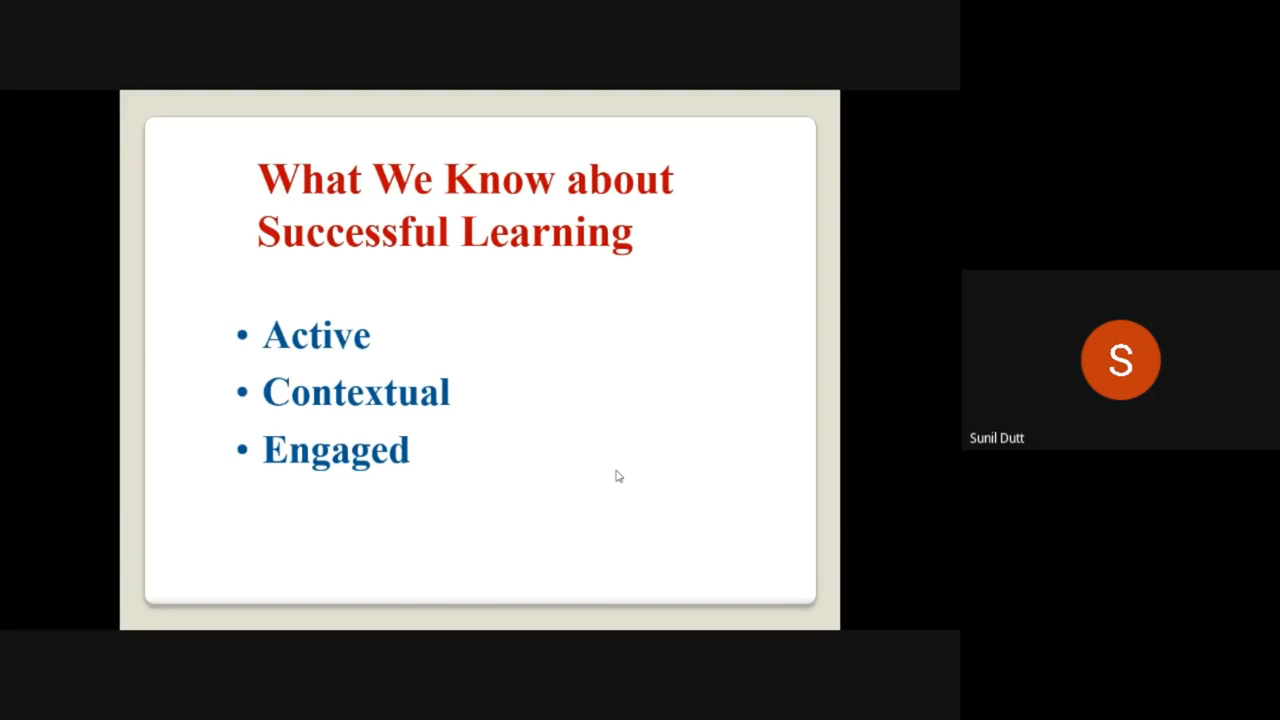 What We Know about
Successful Learning
• Active
• Contextual
• Engaged
S
Sunil Dutt